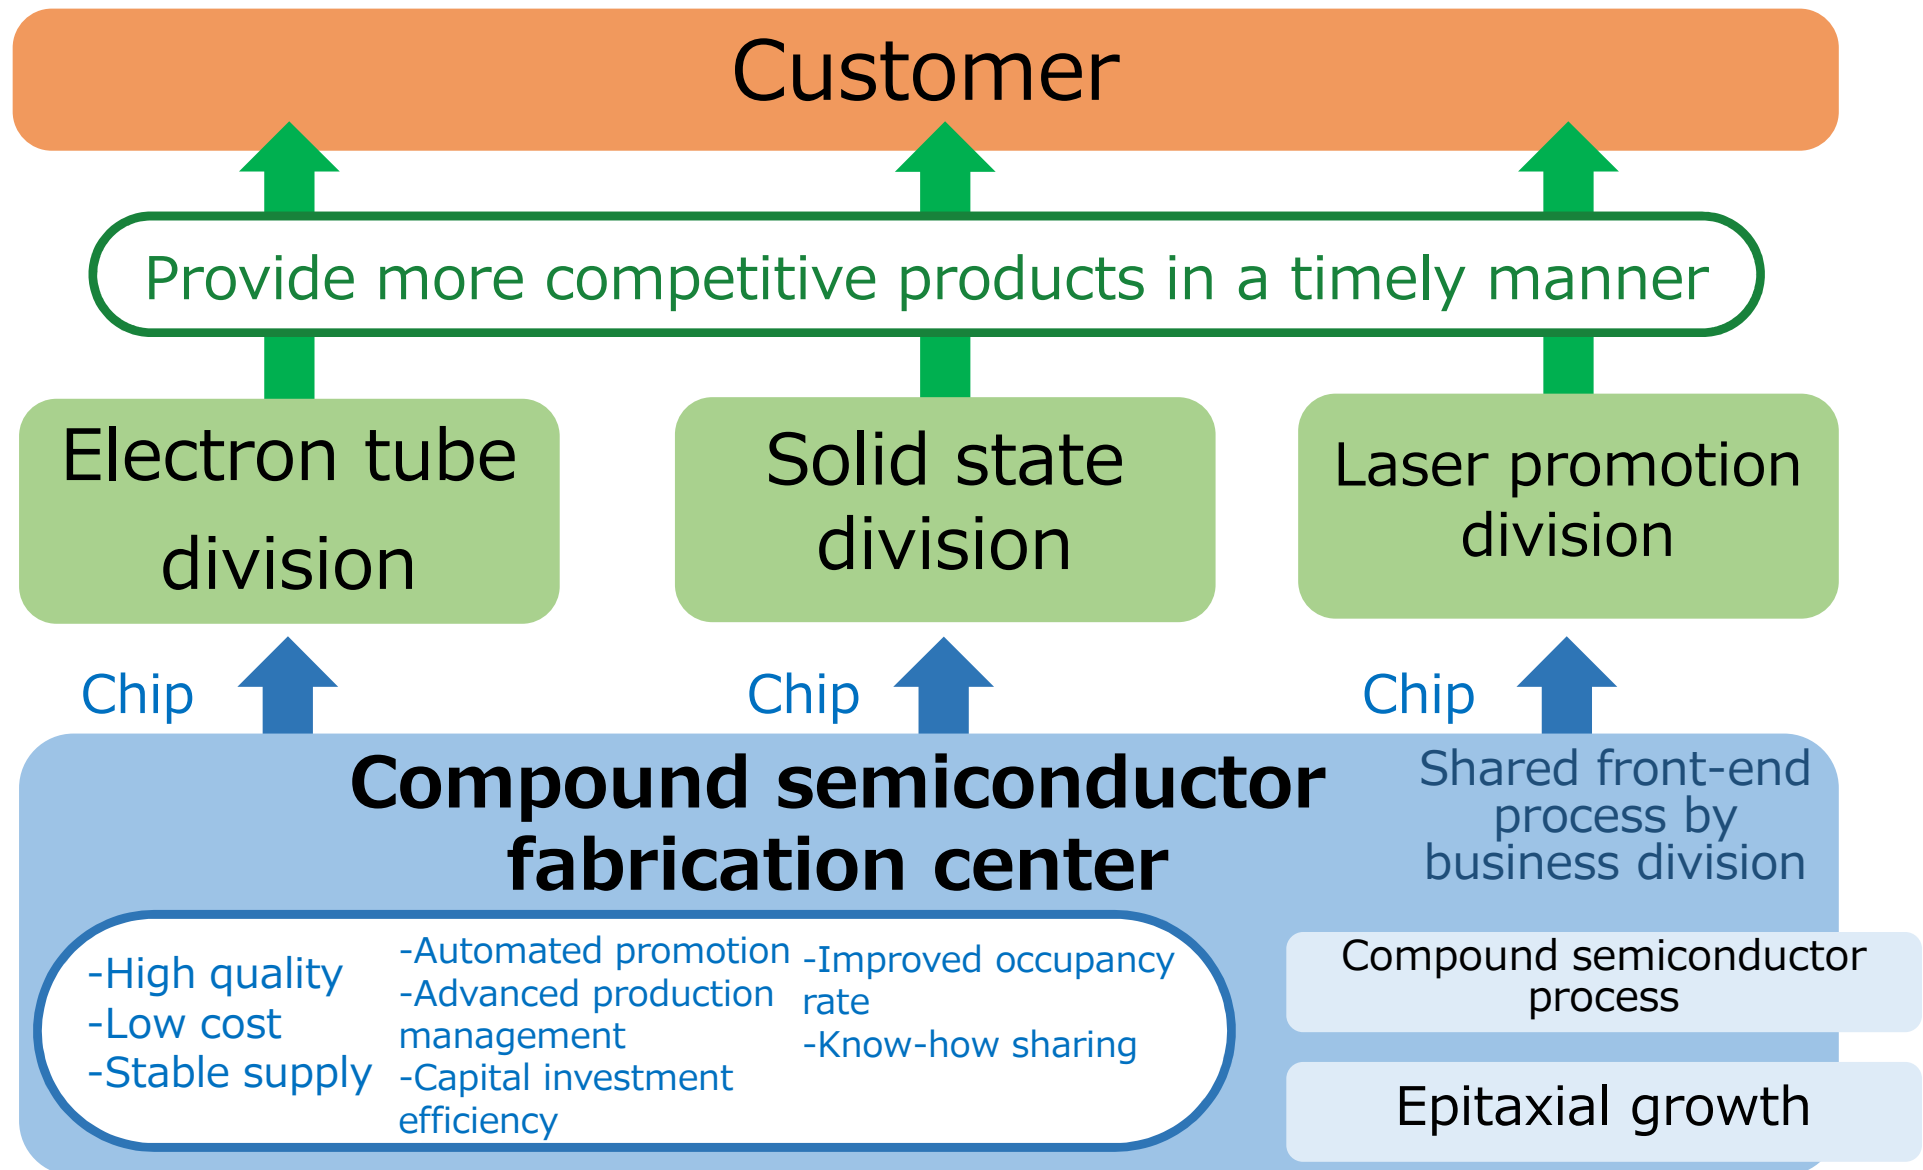 Customer
Provide more competitive products in a timely manner
Electron tube
division
Solid state
division
Laser promotion
division
Chip
Chip
Chip
Compound semiconductor
fabrication center
Shared front-end
process by
business division
-High quality
-Low cost
-Stable supply
-Automated promotion
-Advanced production
management
-Capital investment
efficiency
-Improved occupancy
rate
-Know-how sharing
Compound semiconductor
process
Epitaxial growth